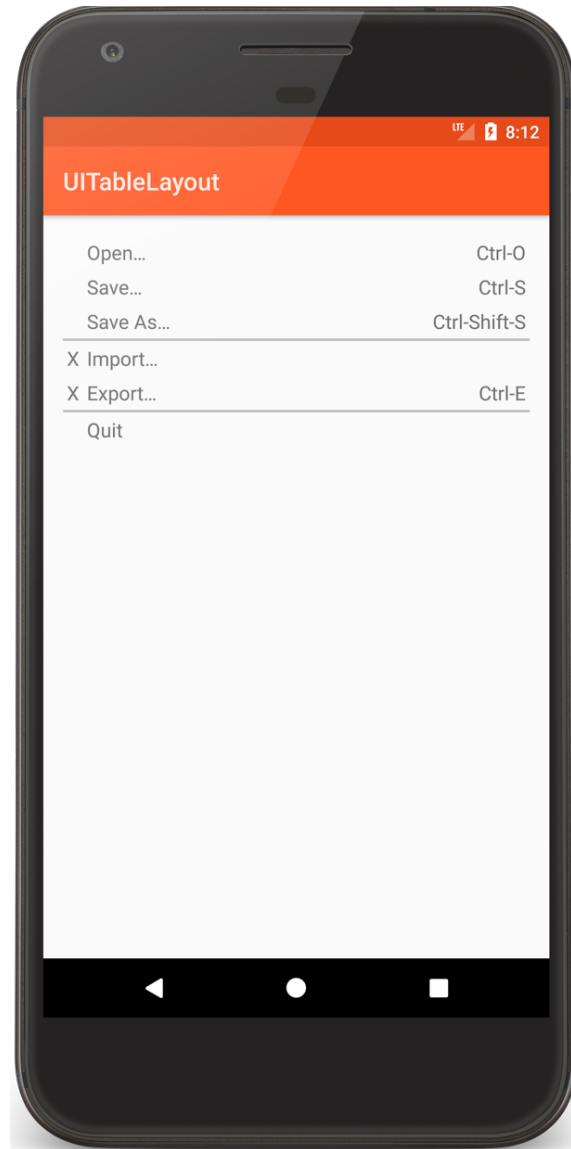 LTE 8:12
UITableLayout
Open… Ctrl-O
Save… Ctrl-S
Save As… Ctrl-Shift-S
X Import…
X Export… Ctrl-E
Quit